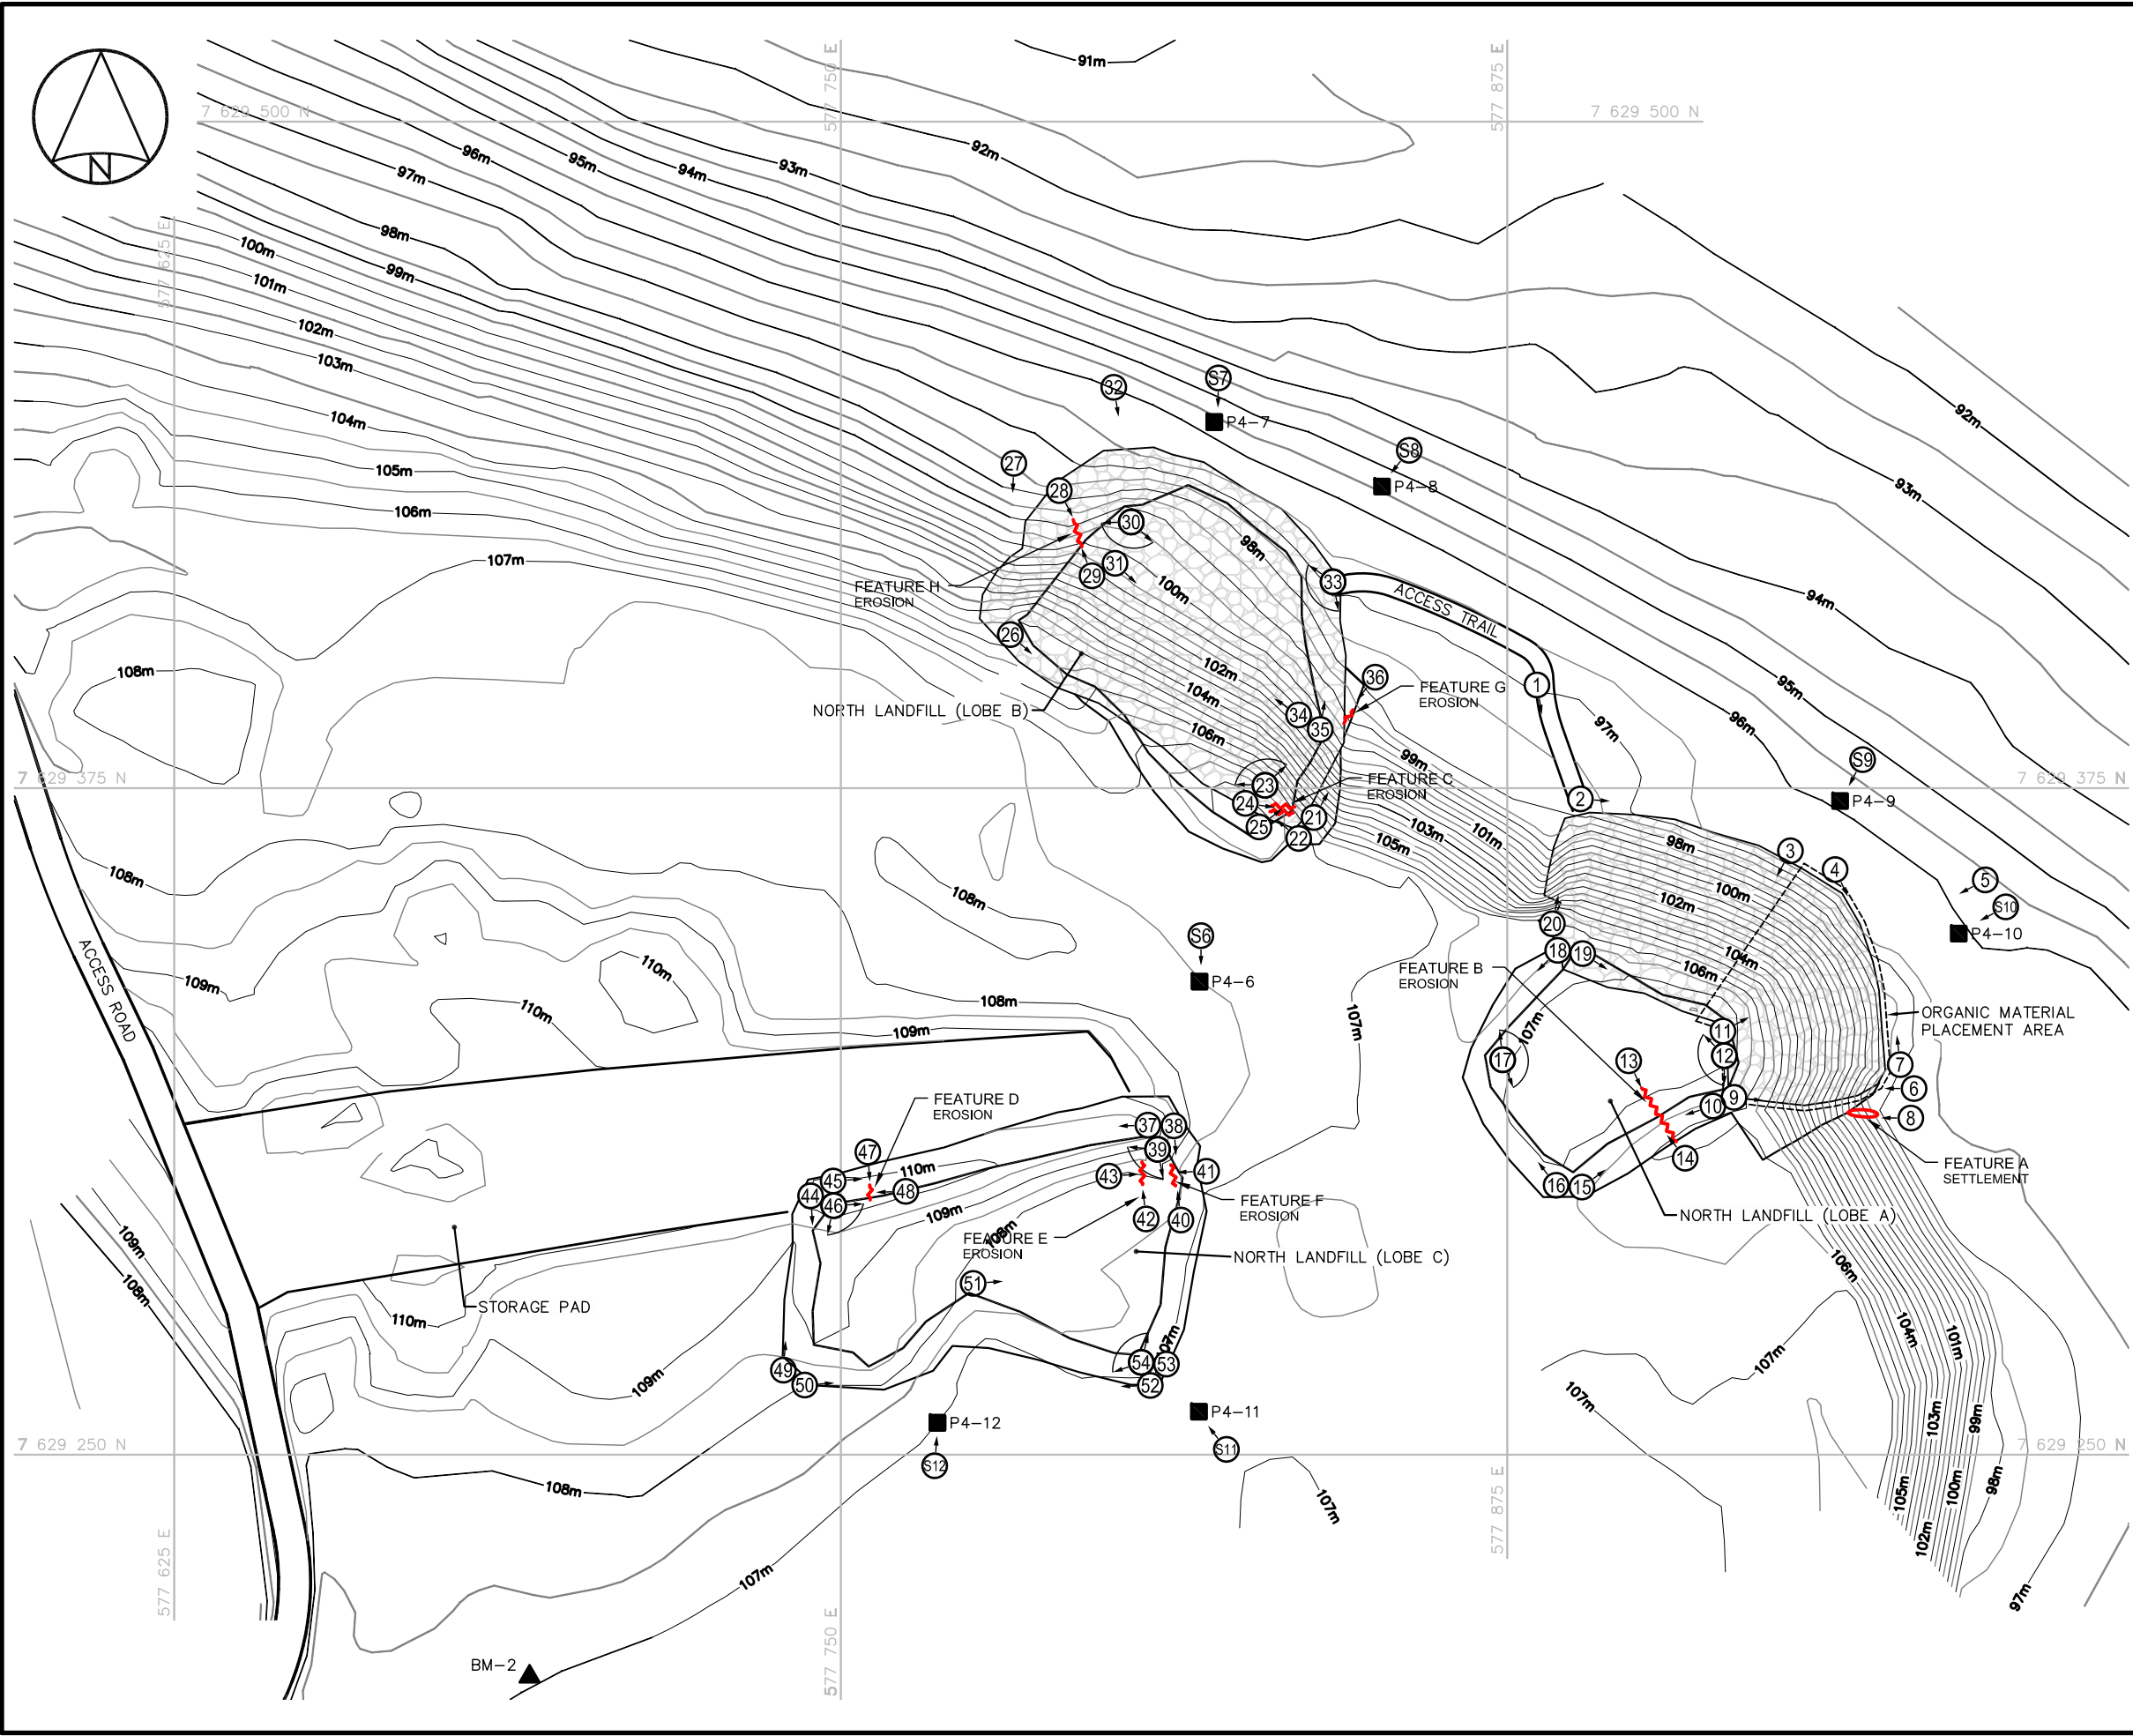 91m
577 750 E
577 875 E
7 629 500 N
7 629 500 N
92m
96m
95m
94m
93m
97m
N
98m
100m
99m
577 625 E
101m
102m
103m
S7
32
P4-7
92m
104m
S8
105m
27
28
P4-8
93m
106m
30
98m
107m
31
29
33
100m
FEATURE H
EROSION
ACCESS TRAIL
94m
26
102m
108m
36
1
FEATURE G
EROSION
95m
104m
NORTH LANDFILL (LOBE B)
34
35
96m
97m
106m
99m
S9
7 629 375 N
23
FEATURE C
EROSION
7 629 375 N
24
2
P4-9
21
25
22
103m
101m
105m
98m
3
4
108m
100m
5
108m
102m
S10
20
S6
P4-10
18
19
104m
ACCESS ROAD
110m
FEATURE B
EROSION
106m
109m
P4-6
110m
108m
107m
107m
109m
ORGANIC MATERIAL
PLACEMENT AREA
11
12
17
13
7
6
FEATURE D
EROSION
9
10
8
37
38
39
47
14
FEATURE A
SETTLEMENT
110m
41
43
45
48
44
46
16
15
FEATURE F
EROSION
109m
42
40
NORTH LANDFILL (LOBE A)
109m
FEATURE E
EROSION
NORTH LANDFILL (LOBE C)
106m
108m
51
STORAGE PAD
110m
104m
101m
107m
107m
54
53
49
50
52
109m
107m
P4-11
P4-12
103m
99m
7 629 250 N
S11
7 629 250 N
S12
577 875 E
98m
108m
105m
100m
107m
102m
577 625 E
107m
97m
577 750 E
BM-2